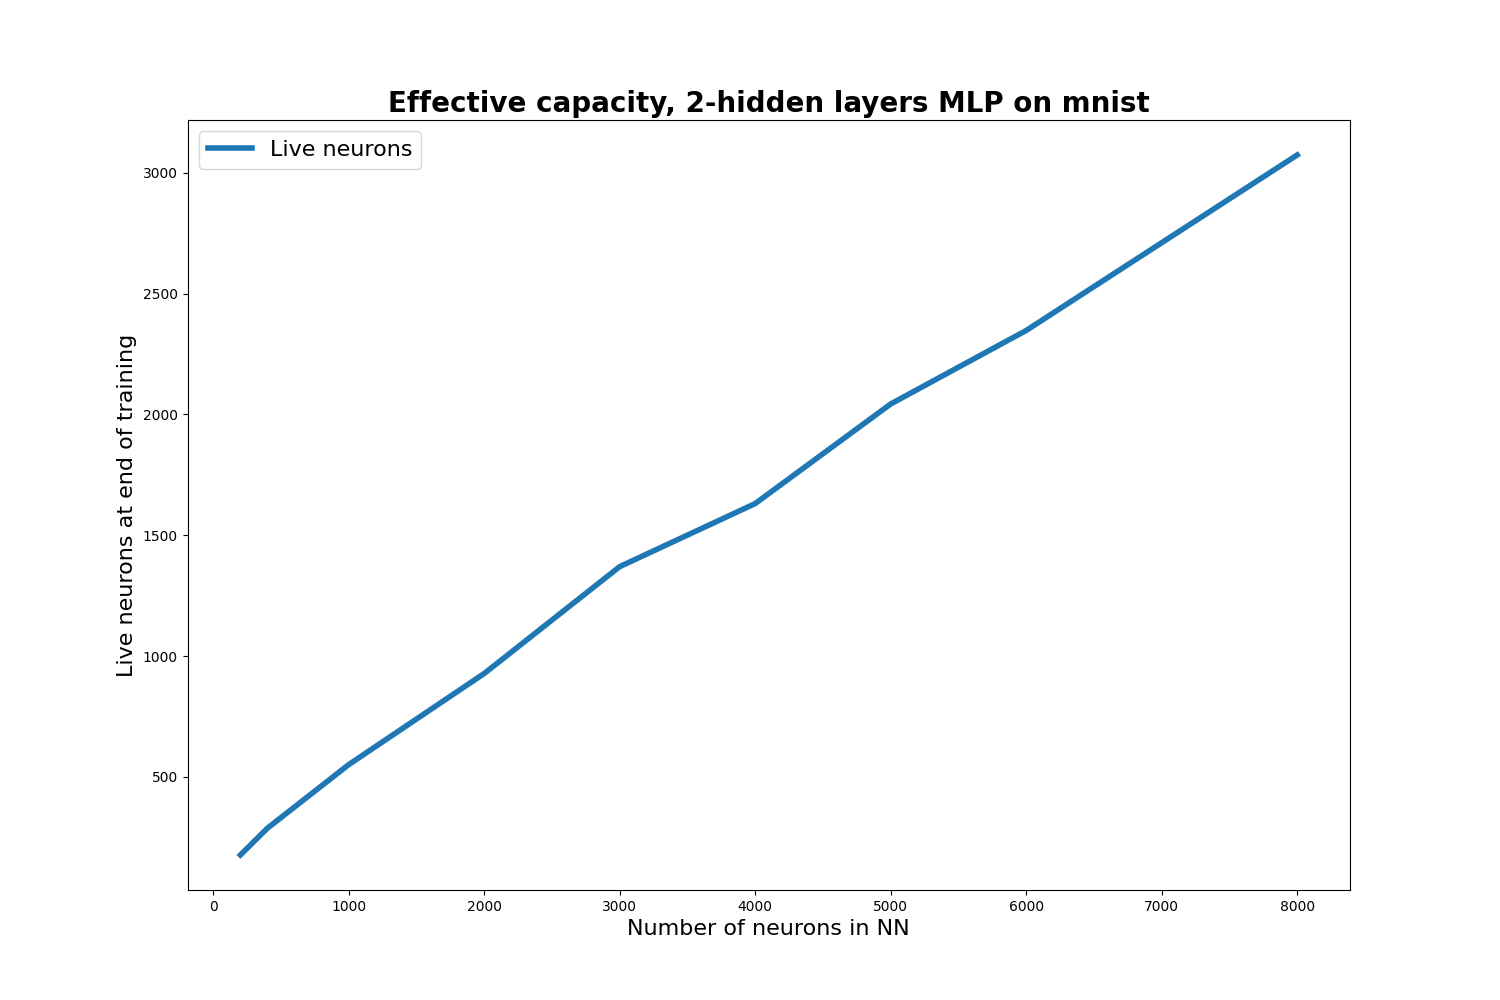 Effective capacity, 2-hidden layers MLP on mnist
Live neurons
3000
2500
2000
1500
1000
500
Live neurons at end of training
0 1000 2000 3000 4000 5000 6000 7000 8000
Number of neurons in NN